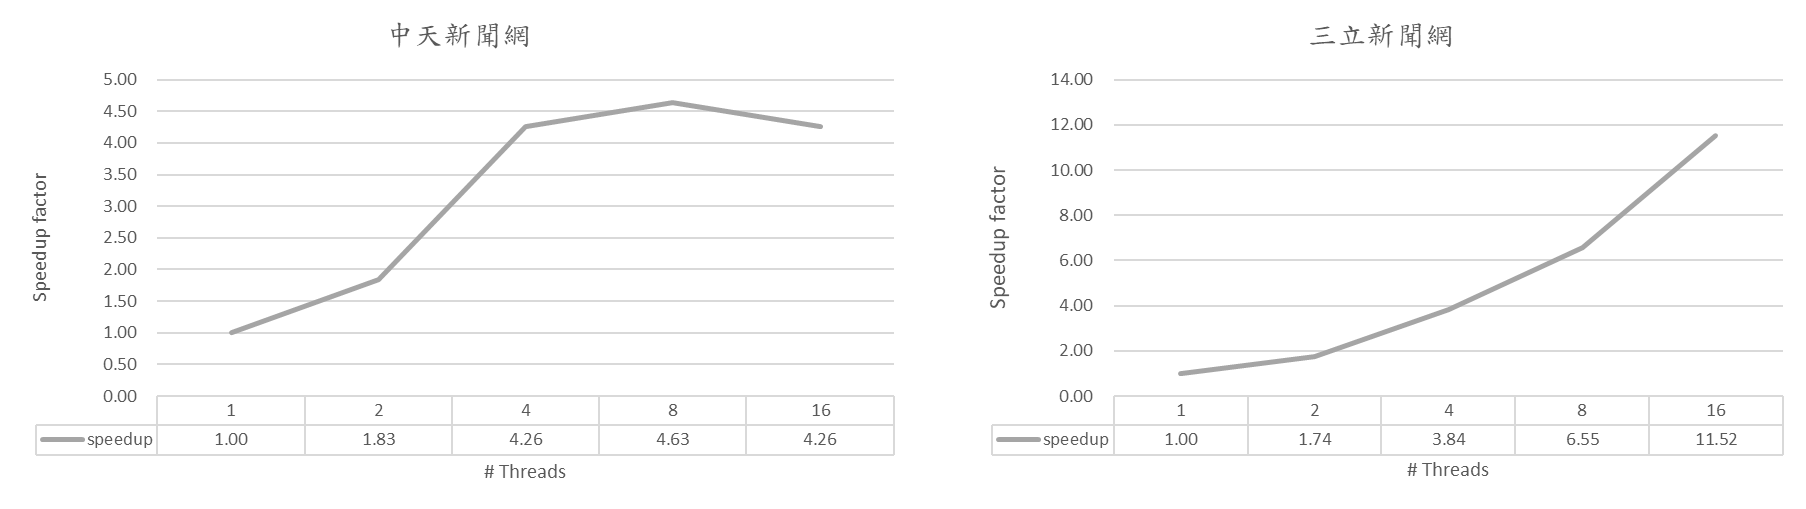 中天新聞網
5.00
4.50
4.00
3.50
3.00
2.50
2.00
1.50
1.00
0.50
0.00
Speedup factor
1 2 4 8 16
speedup 1.00 1.83 4.26 4.63 4.26
# Threads
三立新聞網
14.00
12.00
10.00
8.00
6.00
4.00
2.00
0.00
Speedup factor
1 2 4 8 16
speedup 1.00 1.74 3.84 6.55 11.52
# Threads